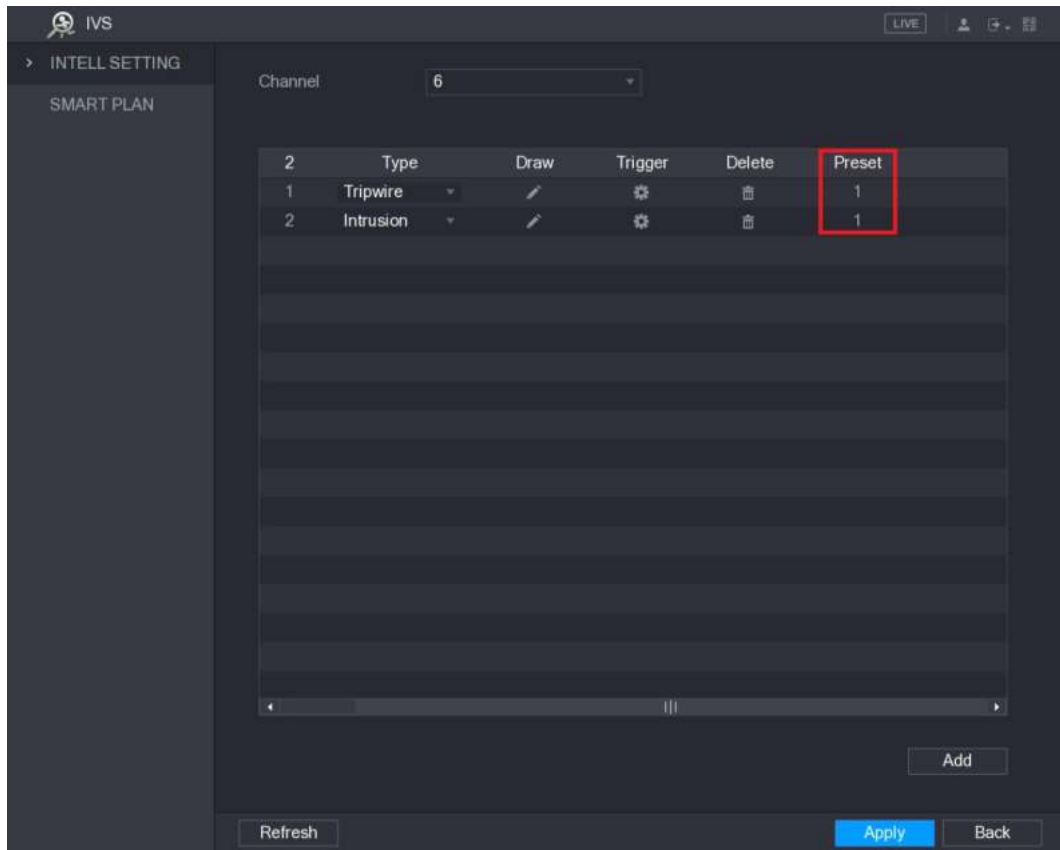 IVS LIVE
INTELL SETTING
SMART PLAN
Channel 6
2 Type Draw Trigger Delete Preset
1 Tripwire 1
2 Intrusion 1
Add
Refresh Apply Back